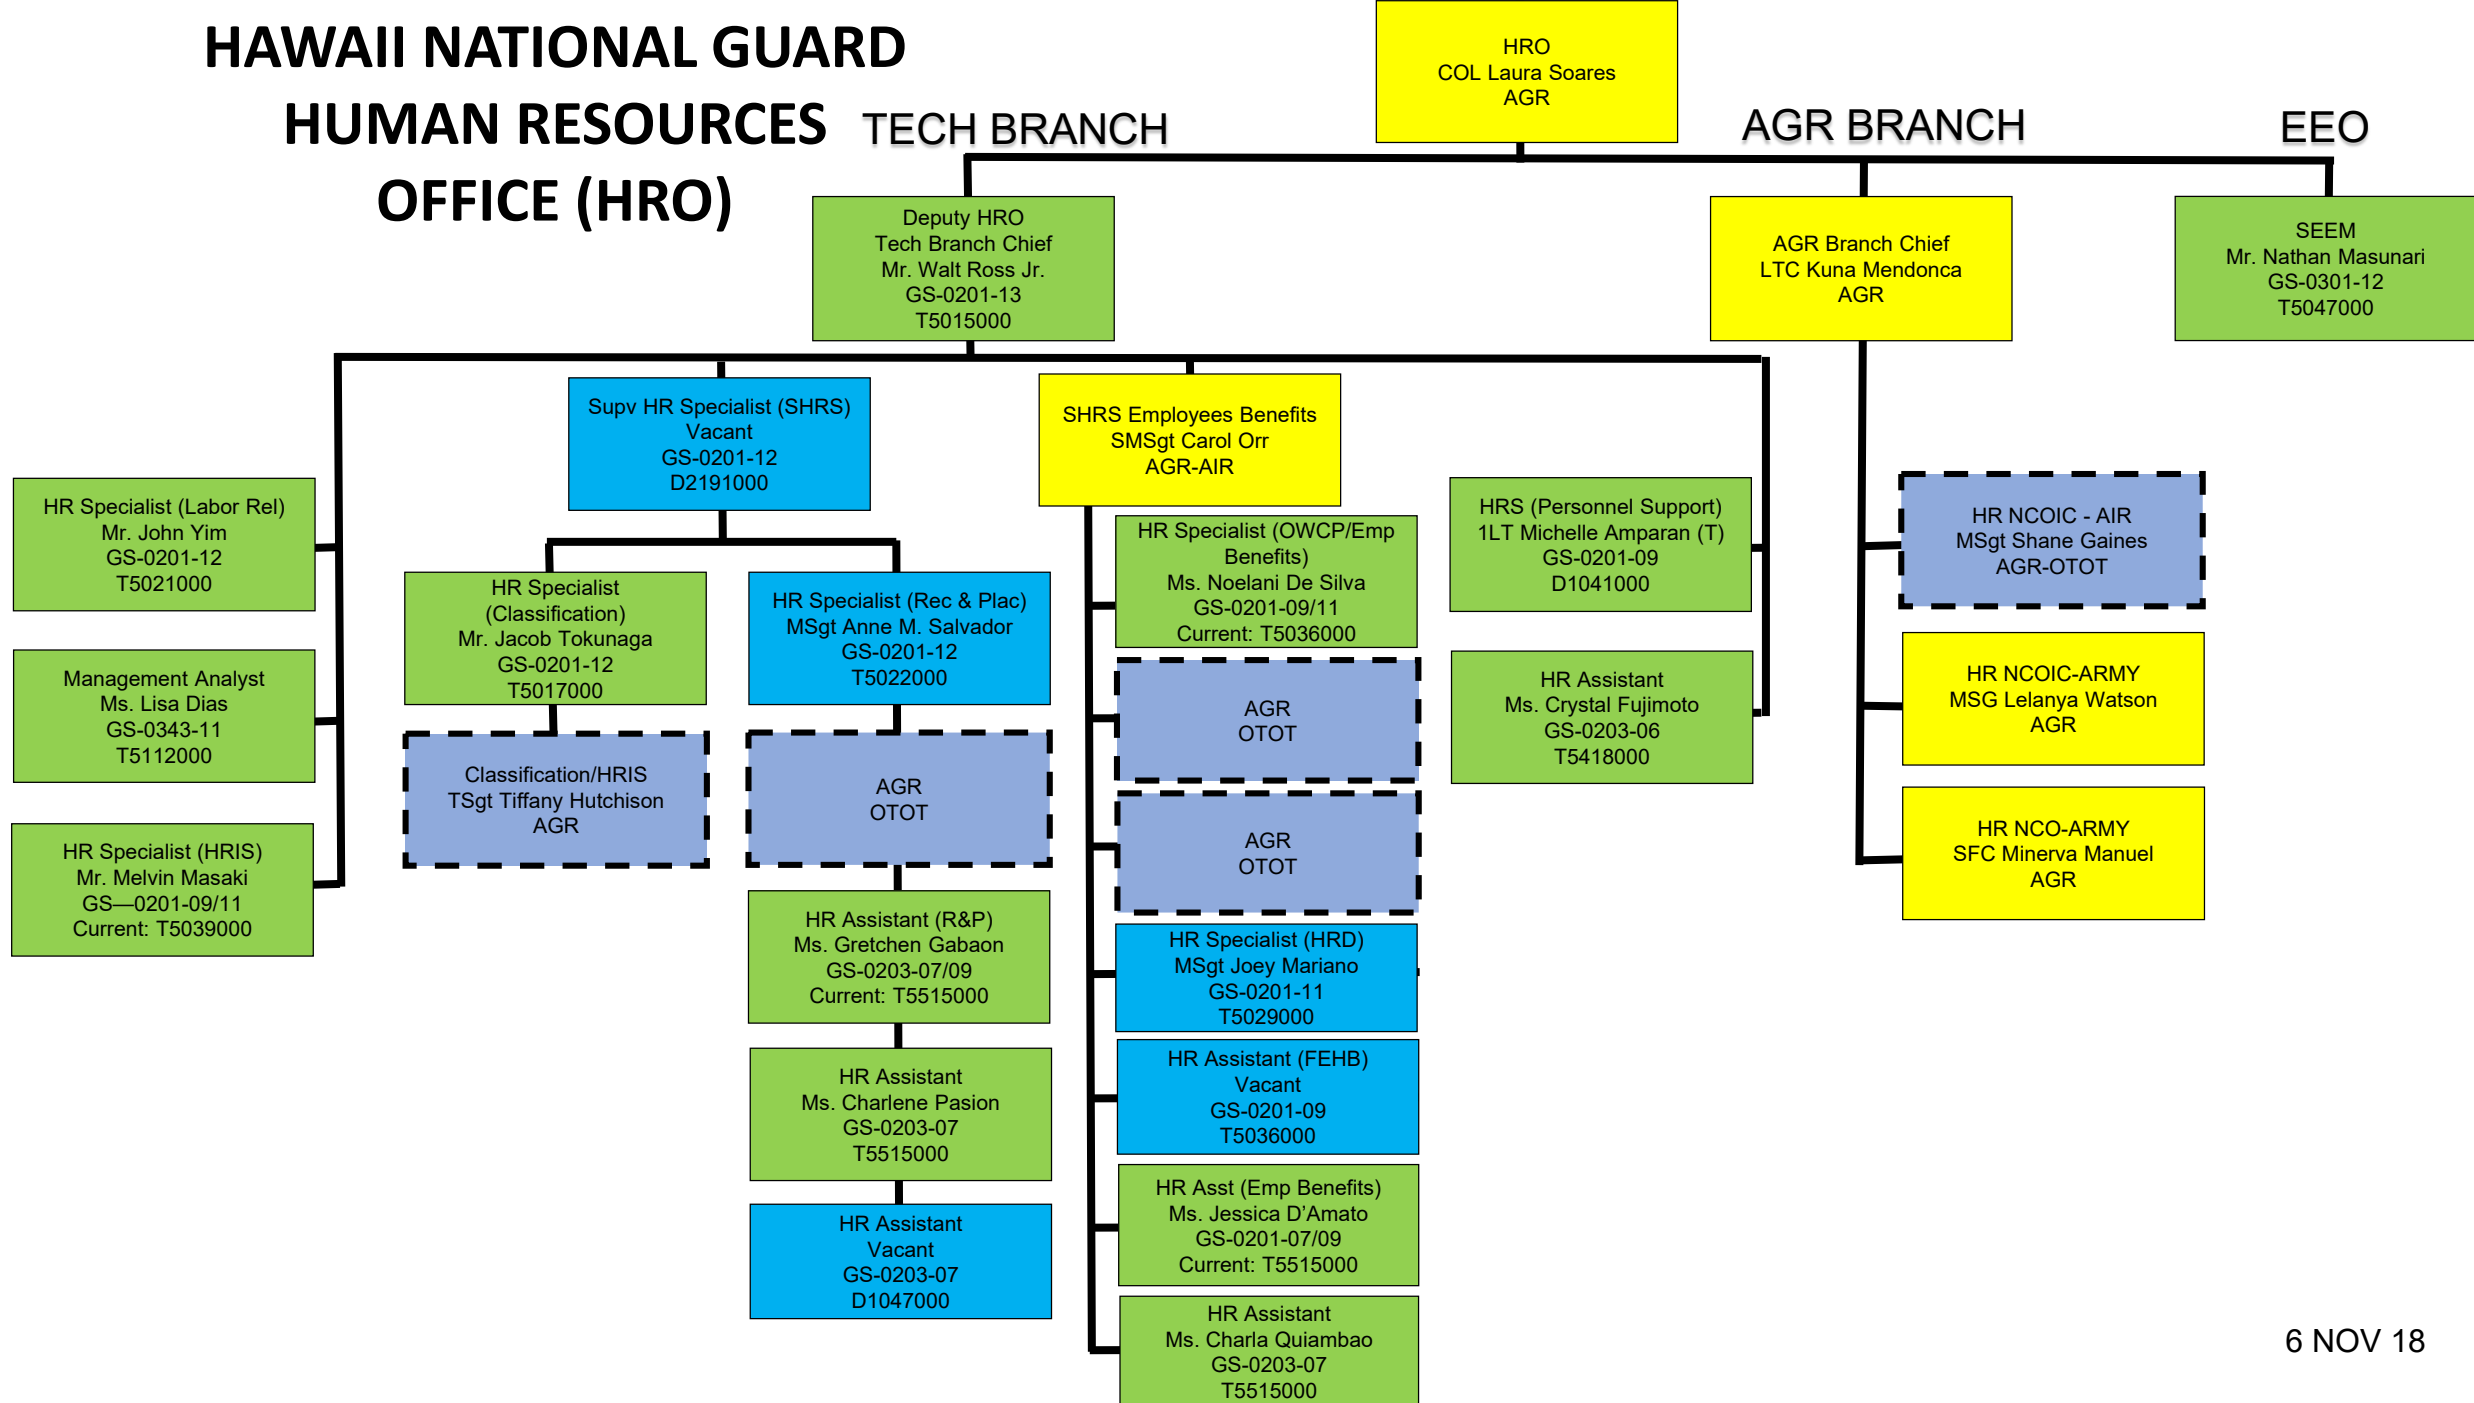 HAWAII NATIONAL GUARD
HUMAN RESOURCES
OFFICE (HRO)
HRO
COL Laura Soares
AGR
TECH BRANCH
AGR BRANCH
EEO
Deputy HRO
Tech Branch Chief
Mr. Walt Ross Jr.
GS-0201-13
T5015000
AGR Branch Chief
LTC Kuna Mendonca
AGR
SEEM
Mr. Nathan Masunari
GS-0301-12
T5047000
HR Specialist (Labor Rel)
Mr. John Yim
GS-0201-12
T5021000
Management Analyst
Ms. Lisa Dias
GS-0343-11
T5112000
HR Specialist (HRIS)
Mr. Melvin Masaki
GS—0201-09/11
Current: T5039000
Supv HR Specialist (SHRS)
Vacant
GS-0201-12
D2191000
HR Specialist
(Classification)
Mr. Jacob Tokunaga
GS-0201-12
T5017000
Classification/HRIS
TSgt Tiffany Hutchison
AGR
HR Specialist (Rec & Plac)
MSgt Anne M. Salvador
GS-0201-12
T5022000
AGR
OTOT
HR Assistant (R&P)
Ms. Gretchen Gabaon
GS-0203-07/09
Current: T5515000
HR Assistant
Ms. Charlene Pasion
GS-0203-07
T5515000
HR Assistant
Vacant
GS-0203-07
D1047000
SHRS Employees Benefits
SMSgt Carol Orr
AGR-AIR
HR Specialist (OWCP/Emp
Benefits)
Ms. Noelani De Silva
GS-0201-09/11
Current: T5036000
AGR
OTOT
AGR
OTOT
HR Specialist (HRD)
MSgt Joey Mariano
GS-0201-11
T5029000
HR Assistant (FEHB)
Vacant
GS-0201-09
T5036000
HR Asst (Emp Benefits)
Ms. Jessica D’Amato
GS-0201-07/09
Current: T5515000
HR Assistant
Ms. Charla Quiambao
GS-0203-07
T5515000
HRS (Personnel Support)
1LT Michelle Amparan (T)
GS-0201-09
D1041000
HR Assistant
Ms. Crystal Fujimoto
GS-0203-06
T5418000
HR NCOIC - AIR
MSgt Shane Gaines
AGR-OTOT
HR NCOIC-ARMY
MSG Lelanya Watson
AGR
HR NCO-ARMY
SFC Minerva Manuel
AGR
6 NOV 18